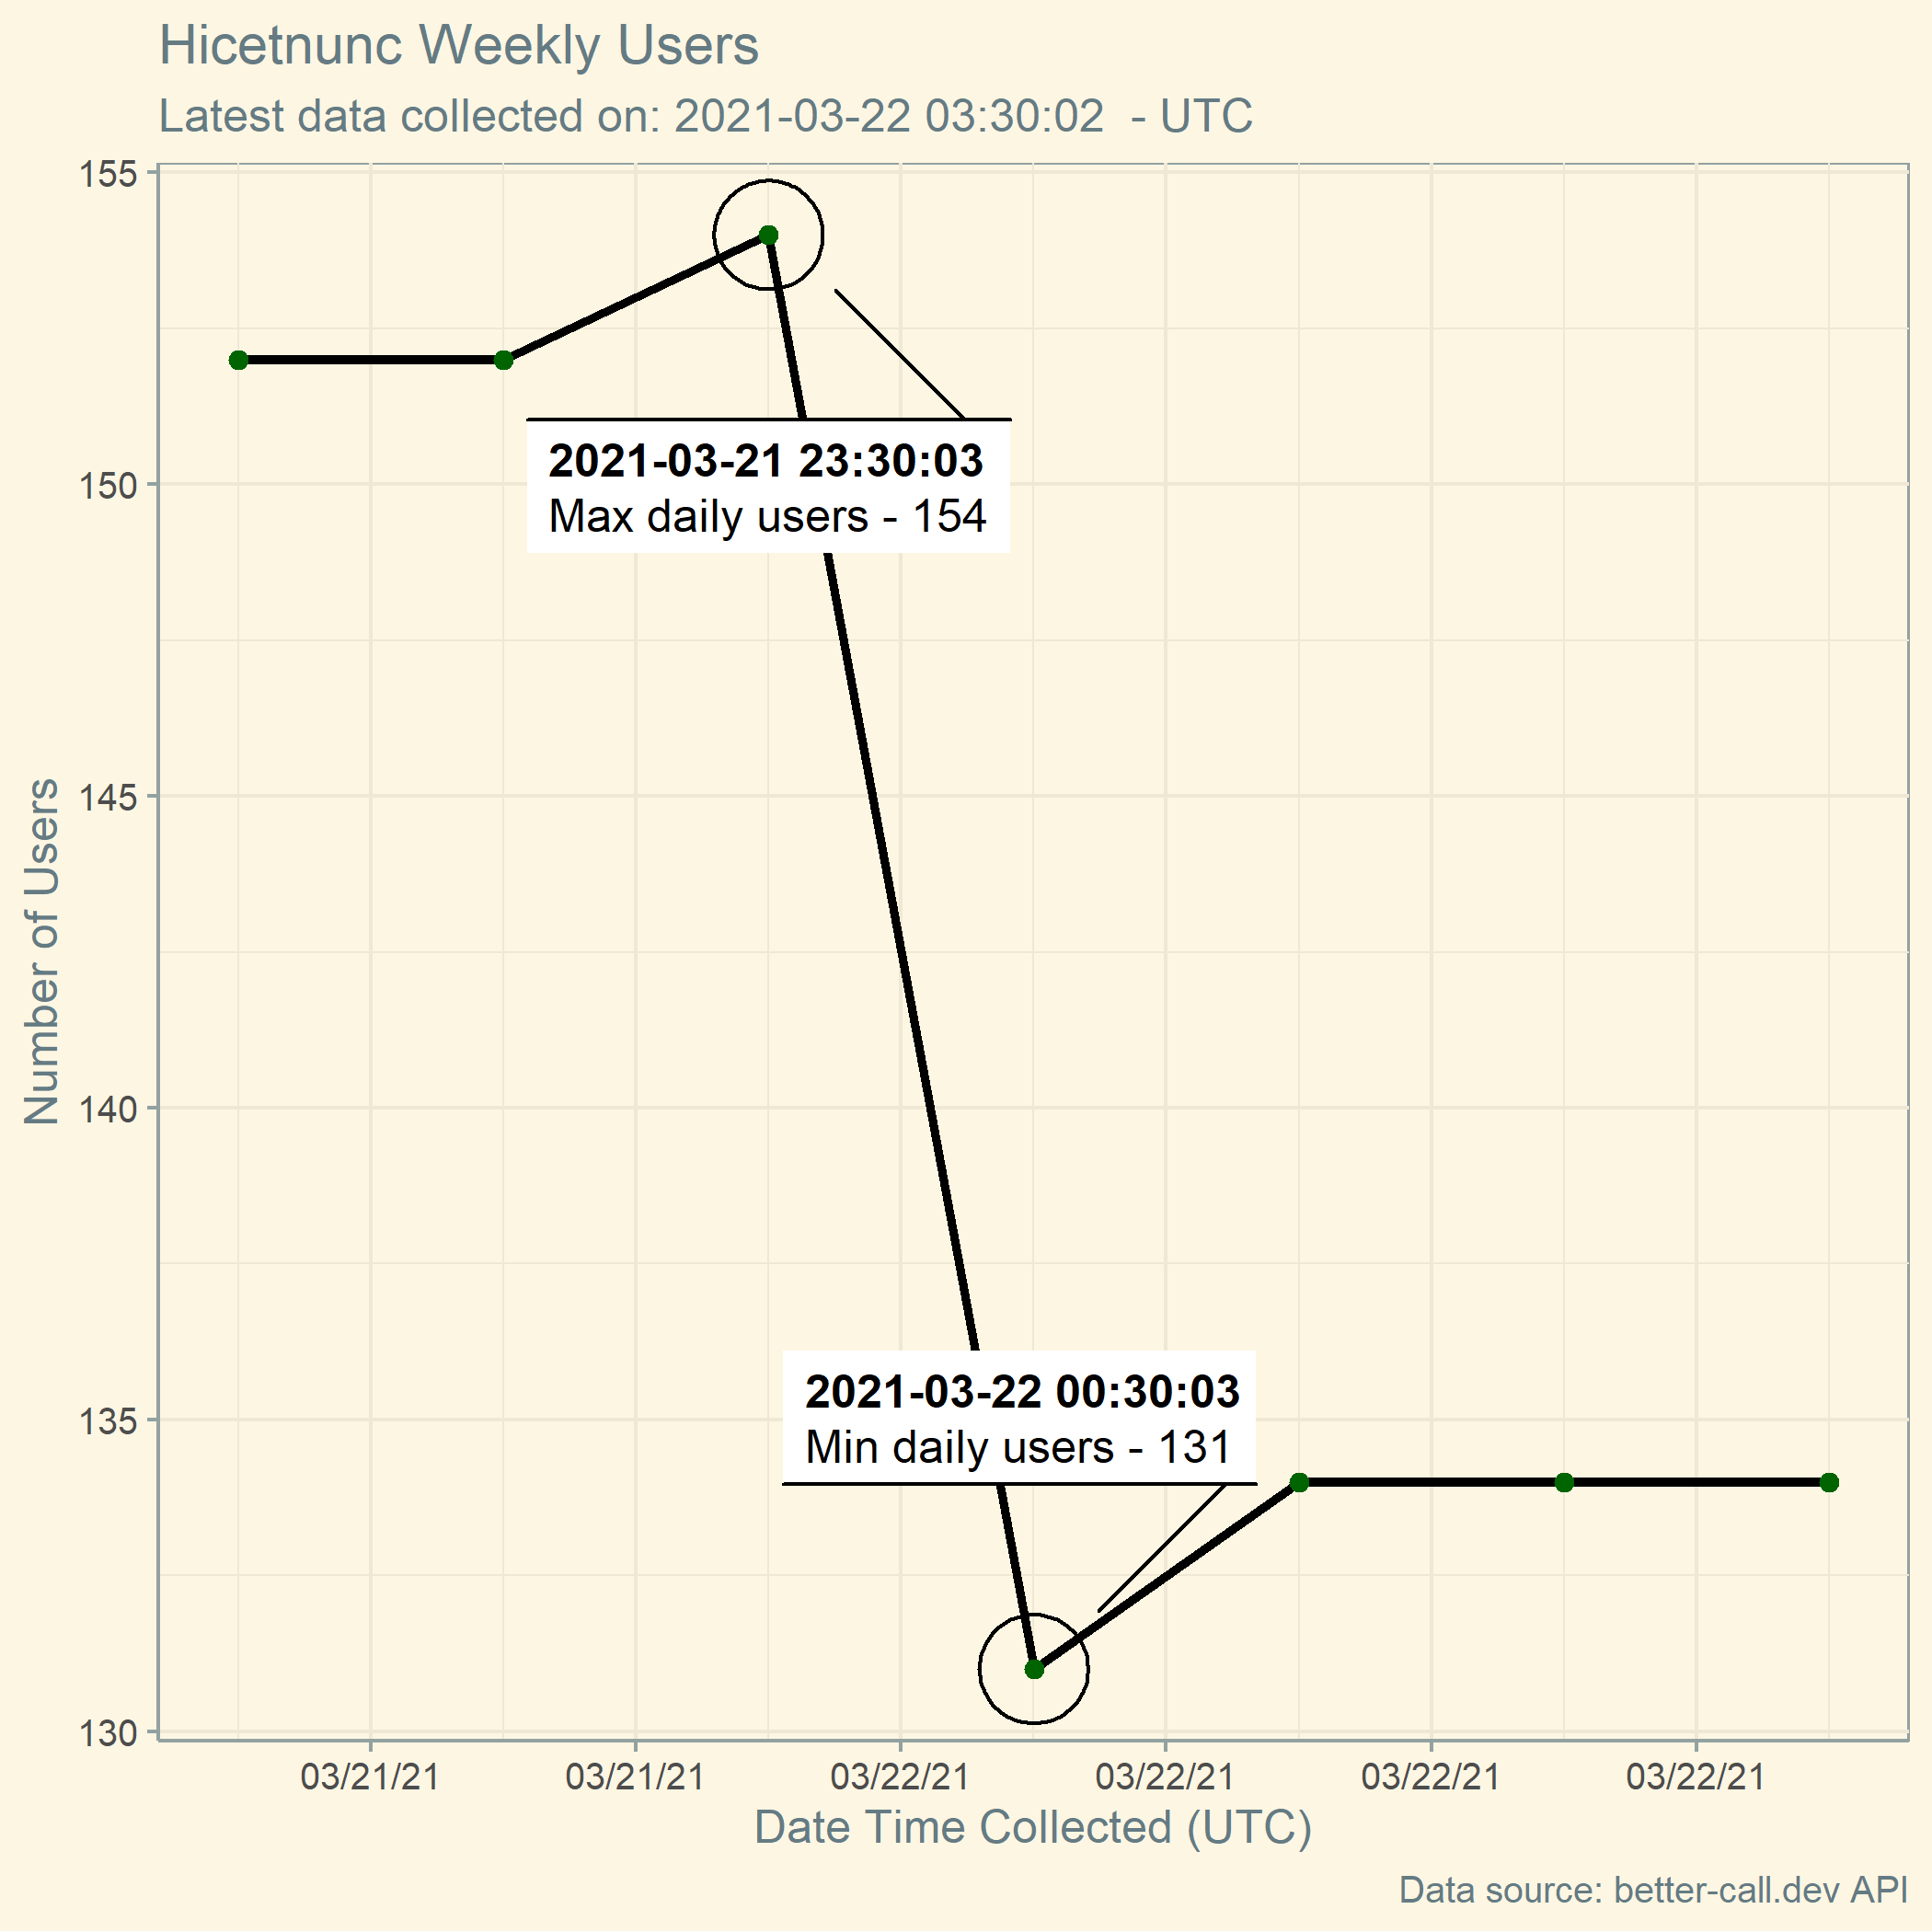 Hicetnunc Weekly Users
Latest data collected on: 2021-03-22 03:30:02  - UTC
155
150
145
140
135
130
Number of Users
2021-03-21 23:30:03
Max daily users - 154
2021-03-22 00:30:03
Min daily users - 131
03/21/21 03/21/21 03/22/21 03/22/21 03/22/21 03/22/21
Date Time Collected (UTC)
Data source: better-call.dev API